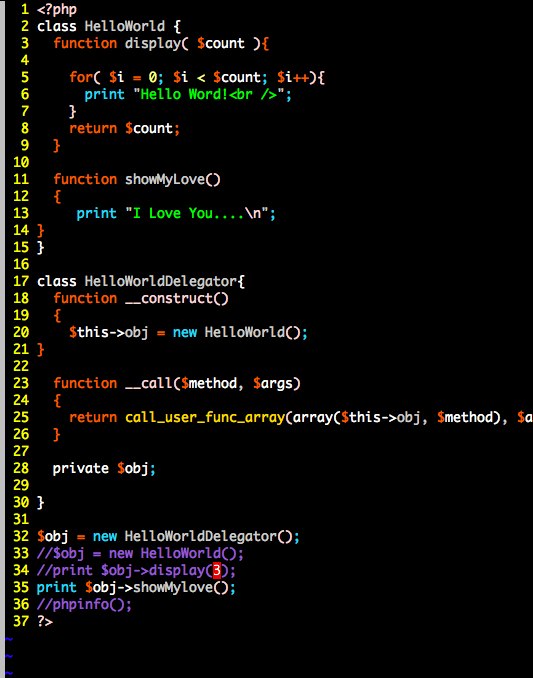 1 <?php
2 class HelloWorld {
3   function display( $count ){
4
5     for( $i = 0; $i < $count; $i++){
6       print "Hello Word!<br />";
7     }
8     return $count;
9   }
10
11   function showMyLove()
12   {
13      print "I Love You....\n";
14 }
15 }
16
17 class HelloWorldDelegator{
18   function __construct()
19   {
20     $this->obj = new HelloWorld();
21 }
22
23   function __call($method, $args)
24   {
25     return call_user_func_array(array($this->obj, $method), $a
26   }
27
28   private $obj;
29
30 }
31
32 $obj = new HelloWorldDelegator();
33 //$obj = new HelloWorld();
34 //print $obj->display(3);
35 print $obj->showMylove();
36 //phpinfo();
37 ?>
~
~
~